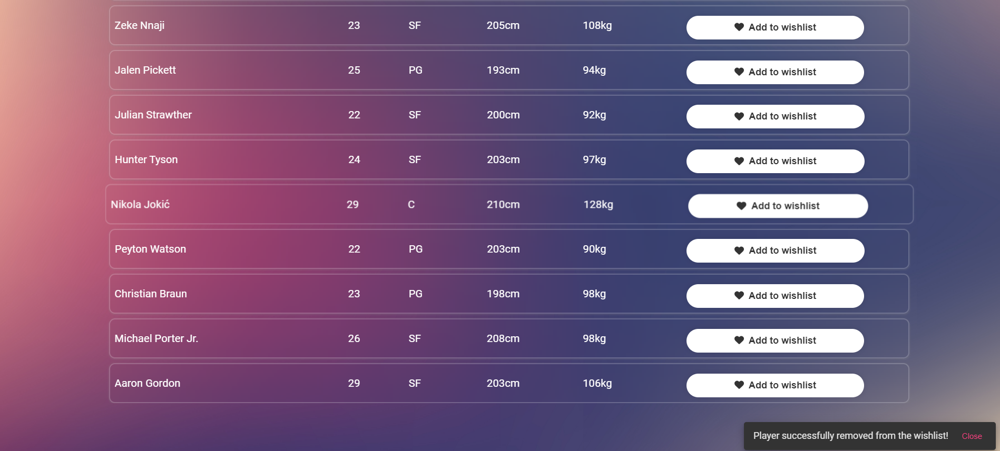 Zeke Nnaji 23 SF 205cm 108kg Add to wishlist
Jalen Pickett 25 PG 193cm 94kg Add to wishlist
Julian Strawther 22 SF 200cm 92kg Add to wishlist
Hunter Tyson 24 SF 203cm 97kg Add to wishlist
Nikola Jokić 29 C 210cm 128kg Add to wishlist
Peyton Watson 22 PG 203cm 90kg Add to wishlist
Christian Braun 23 PG 198cm 98kg Add to wishlist
Michael Porter Jr. 26 SF 208cm 98kg Add to wishlist
Aaron Gordon 29 SF 203cm 106kg Add to wishlist
Player successfully removed from the wishlist! Close